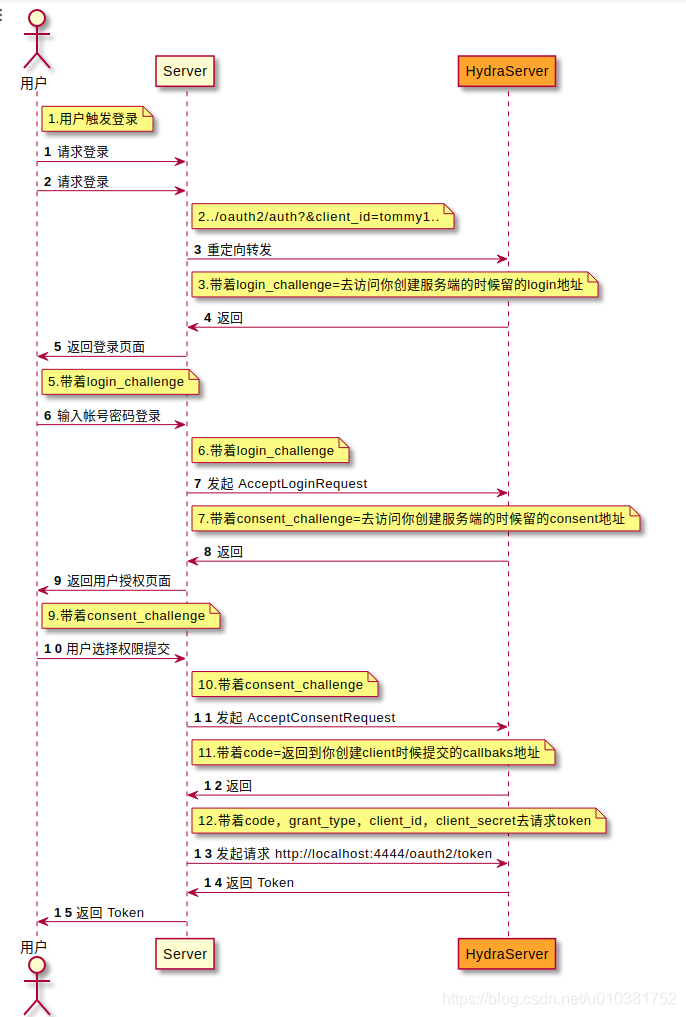 用户
Server
HydraServer
1.用户触发登录
1 请求登录
2 请求登录
2../oauth2/auth?&client_id=tommy1..
3 重定向转发
3.带着login_challenge=去访问你创建服务端的时候留的login地址
4 返回
5 返回登录页面
5.带着login_challenge
6 输入帐号密码登录
6.带着login_challenge
7 发起 AcceptLoginRequest
7.带着consent_challenge=去访问你创建服务端的时候留的consent地址
8 返回
9 返回用户授权页面
9.带着consent_challenge
10 用户选择权限提交
10.带着consent_challenge
11 发起 AcceptConsentRequest
11.带着code=返回到你创建client时候提交的callbaks地址
12 返回
12.带着code，grant_type，client_id，client_secret去请求token
13 发起请求 http://localhost:4444/oauth2/token
14 返回 Token
15 返回 Token
用户
Server
HydraServer
https://blog.csdn.net/u010381752